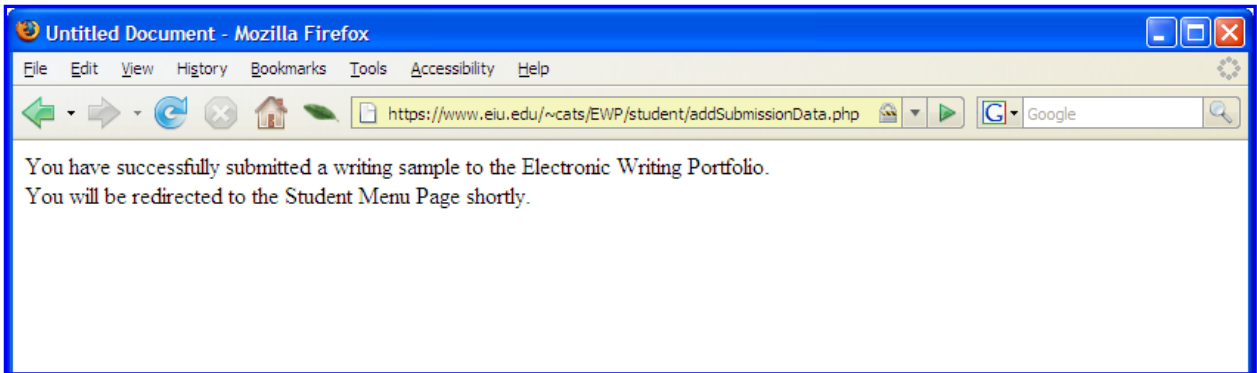 Untitled Document - Mozilla Firefox
File Edit View History Bookmarks Tools Accessibility Help
https://www.eiu.edu/~cats/EWP/student/addSubmissionData.php G Google
You have successfully submitted a writing sample to the Electronic Writing Portfolio.
You will be redirected to the Student Menu Page shortly.